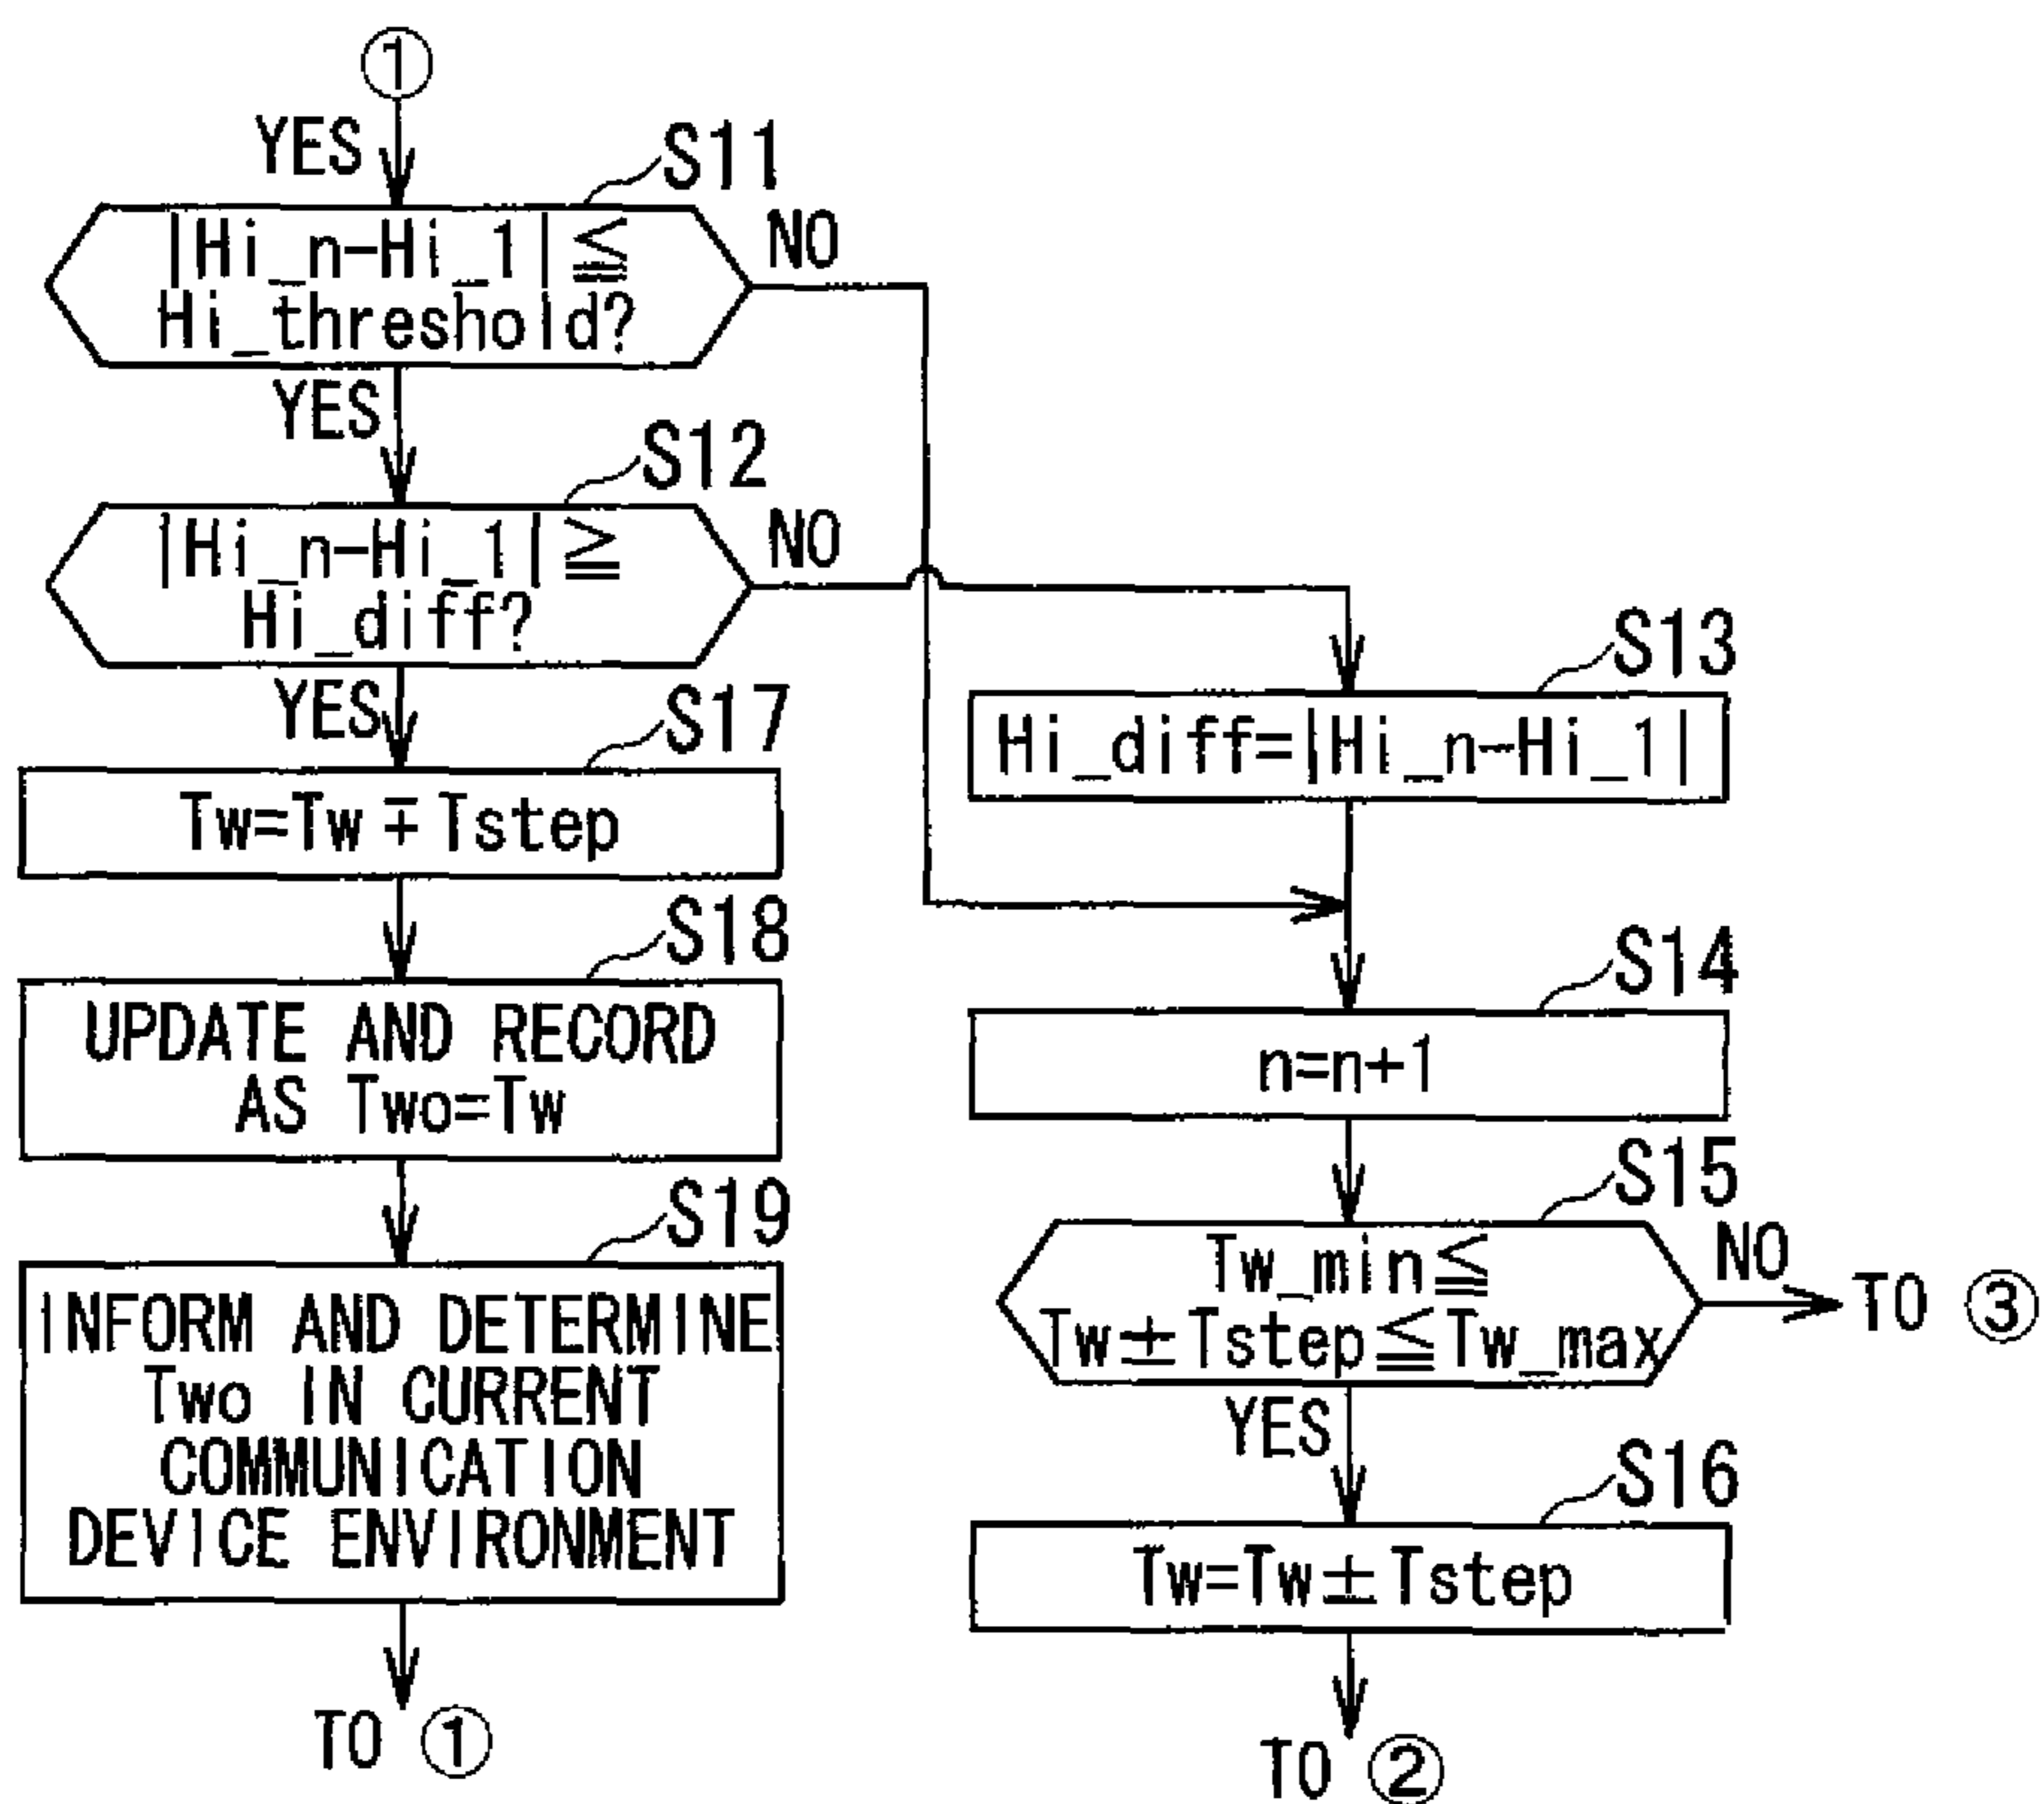 ①
YES
S11
|Hi_n-Hi_1|≦
Hi_threshold?
NO
YES
S12
|Hi_n-Hi_1|≧
Hi_diff?
NO
YES
S17
Tw=Tw∓Tstep
S18
UPDATE AND RECORD
AS Two=Tw
S19
INFORM AND DETERMINE
Two IN CURRENT
COMMUNICATION
DEVICE ENVIRONMENT
TO ①
S13
Hi_diff=|Hi_n-Hi_1|
S14
n=n+1
S15
Tw_min≦
Tw±Tstep≦Tw_max
NO
TO ③
YES
S16
Tw=Tw±Tstep
TO ②